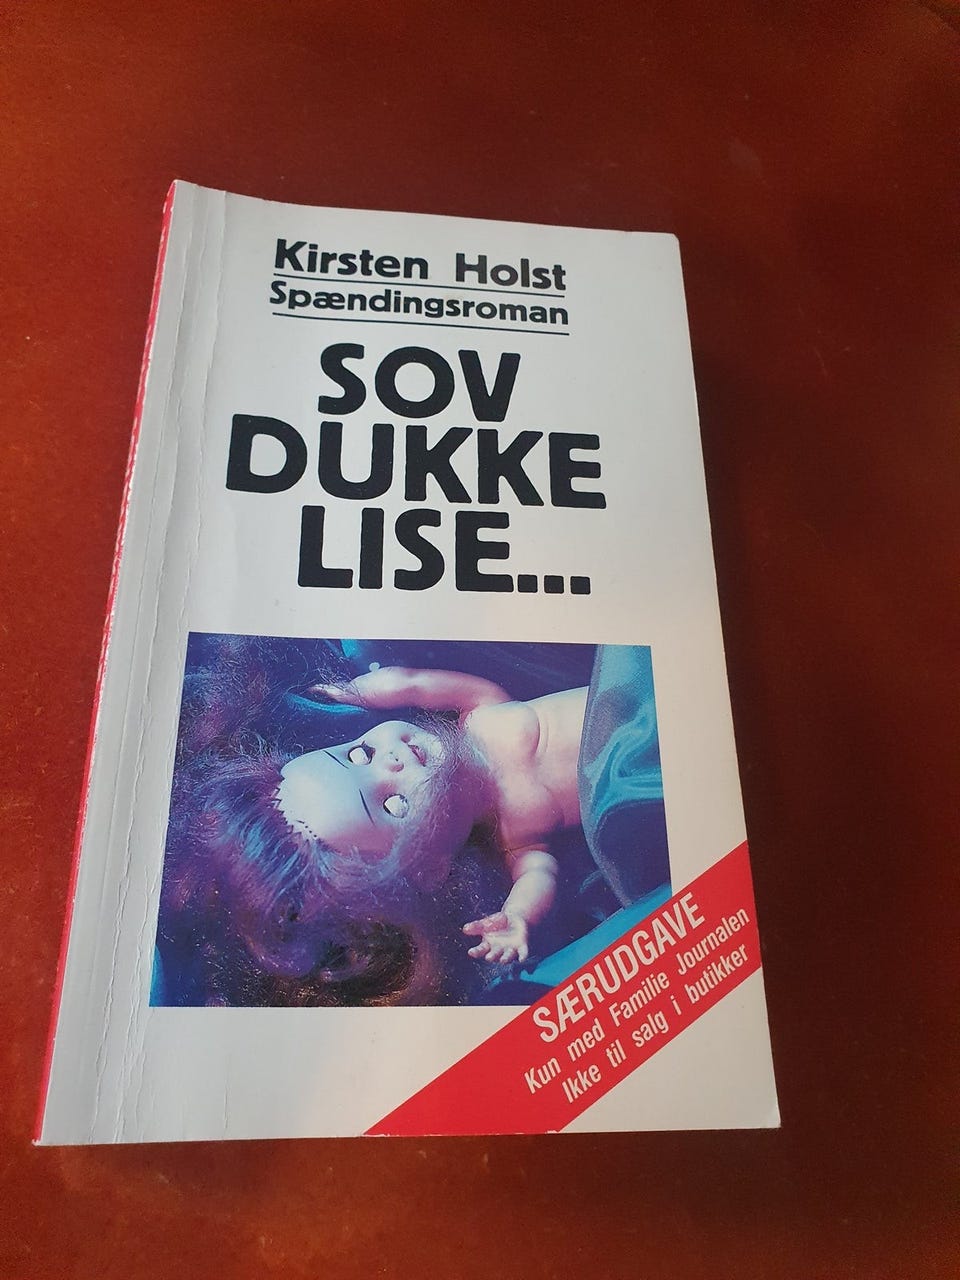 Kirsten Holst
Spændingsroman
SOV
DUKKE
LISE...
SÆRUDGAVE
Kun med Familie Journalen
Ikke til salg i butikker